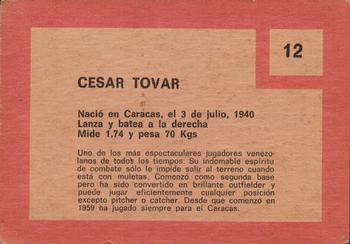 12
CESAR TOVAR
Nació en Caracas, el 3 de julio, 1940
Lanza y batea a la derecha
Mide 1.74 y pesa 70 Kgs
Uno de los más espectaculares jugadores venezo-
lanos de todos los tiempos. Su indomable espíritu
de combate sólo le impide salir al terreno cuando
está con muletas. Comenzó como segunda base
pero ha sido convertido en brillante outfielder y
puede jugar eficientemente cualquier posición
excepto pitcher o catcher. Desde que comenzó en
1959 ha jugado siempre para el Caracas.